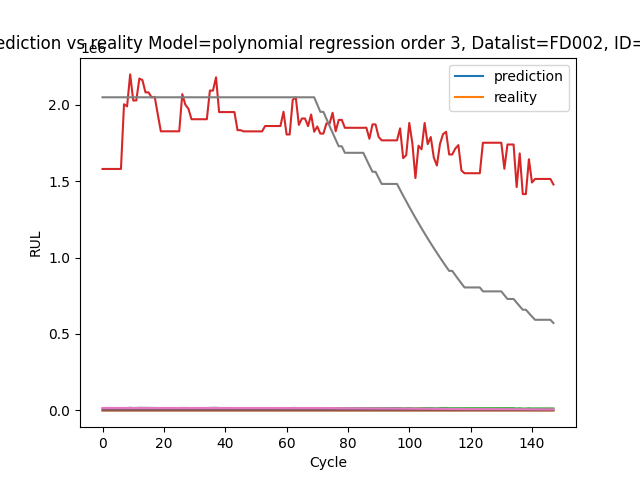 ediction vs reality Model=polynomial regression order 3, Datalist=FD002, ID=
1e6
prediction
reality
2.0
1.5
1.0
0.5
0.0
RUL
0 20 40 60 80 100 120 140
Cycle